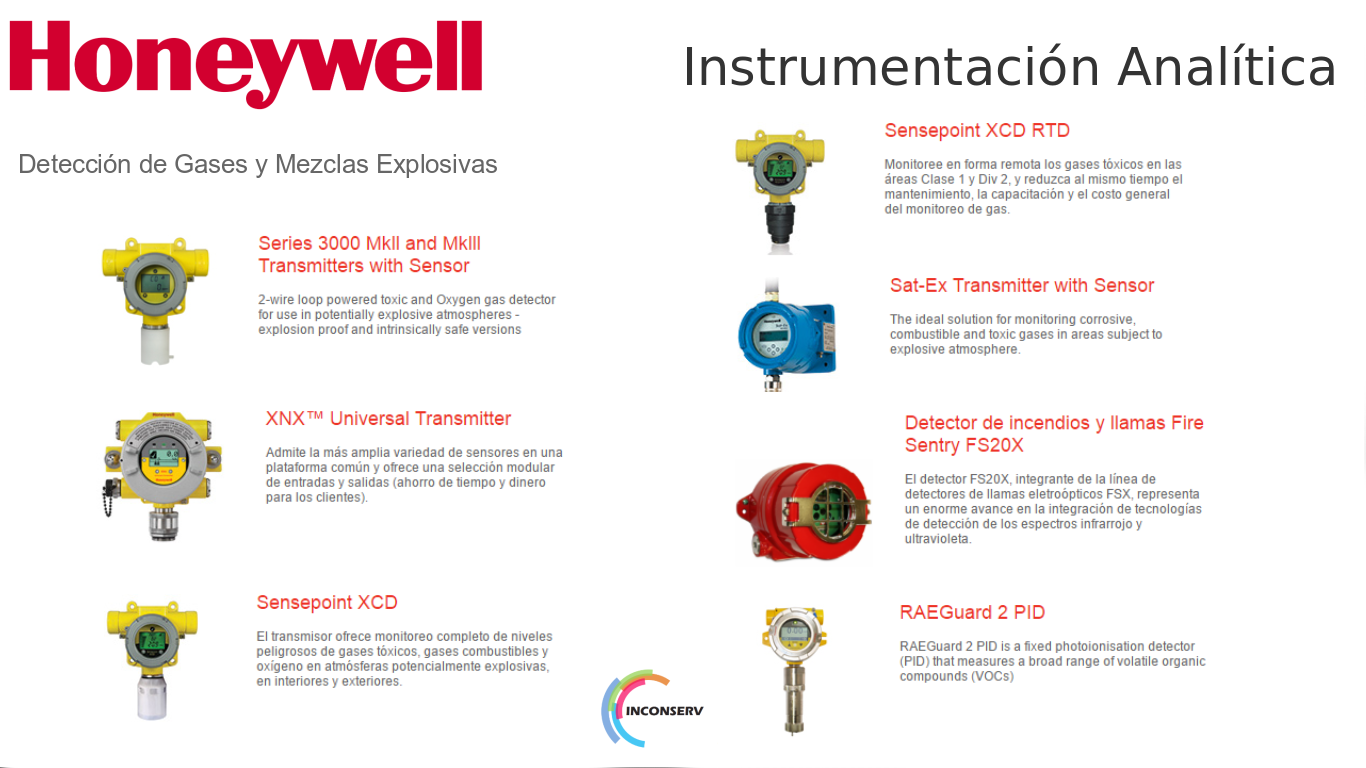 Honeywell
Instrumentación Analítica
Detección de Gases y Mezclas Explosivas
Series 3000 MkII and MkIII
Transmitters with Sensor
2-wire loop powered toxic and Oxygen gas detector
for use in potentially explosive atmospheres -
explosion proof and intrinsically safe versions
XNX™ Universal Transmitter
Admite la más amplia variedad de sensores en una
plataforma común y ofrece una selección modular
de entradas y salidas (ahorro de tiempo y dinero
para los clientes).
Sensepoint XCD
El transmisor ofrece monitoreo completo de niveles
peligrosos de gases tóxicos, gases combustibles y
oxígeno en atmósferas potencialmente explosivas,
en interiores y exteriores.
Sensepoint XCD RTD
Monitoree en forma remota los gases tóxicos en las
áreas Clase 1 y Div 2, y reduzca al mismo tiempo el
mantenimiento, la capacitación y el costo general
del monitoreo de gas.
Sat-Ex Transmitter with Sensor
The ideal solution for monitoring corrosive,
combustible and toxic gases in areas subject to
explosive atmosphere.
Detector de incendios y llamas Fire
Sentry FS20X
El detector FS20X, integrante de la línea de
detectores de llamas eletroópticos FSX, representa
un enorme avance en la integración de tecnologías
de detección de los espectros infrarrojo y
ultravioleta.
RAEGuard 2 PID
RAEGuard 2 PID is a fixed photoionisation detector
(PID) that measures a broad range of volatile organic
compounds (VOCs)
INCONSERV